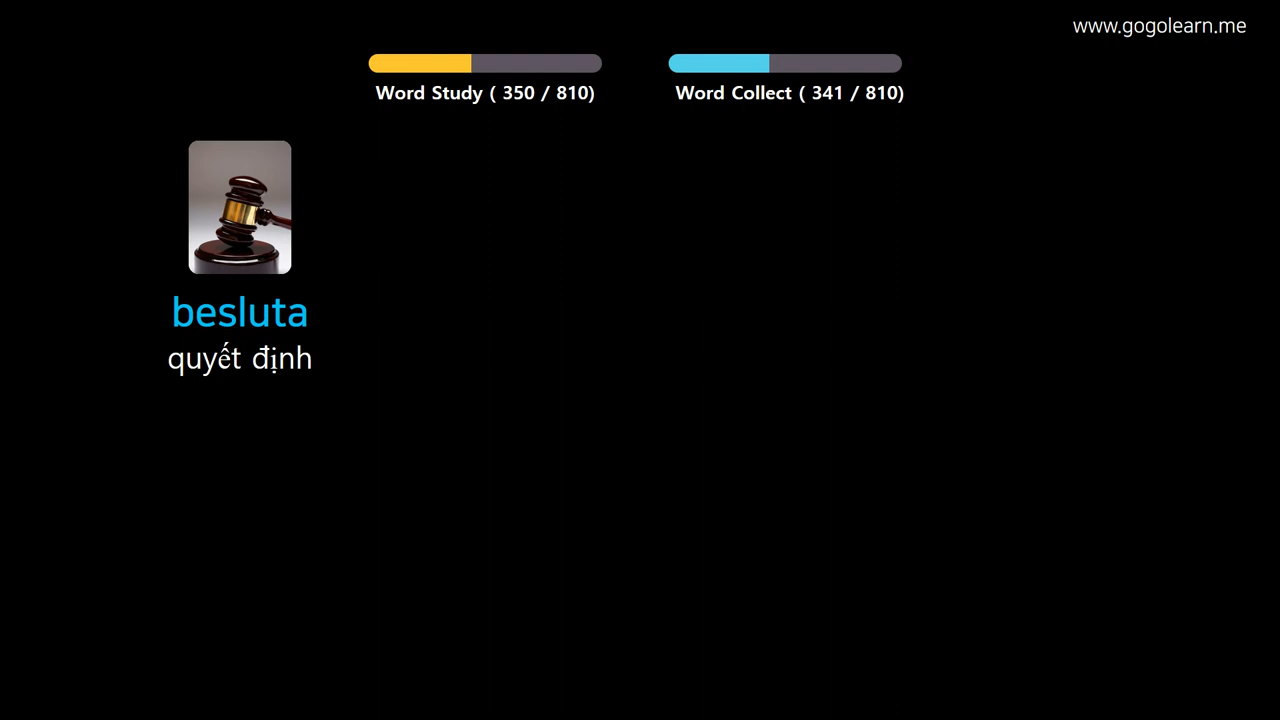 www.gogolearn.me
Word Study ( 350 / 810)
Word Collect ( 341 / 810)
besluta
quyết định